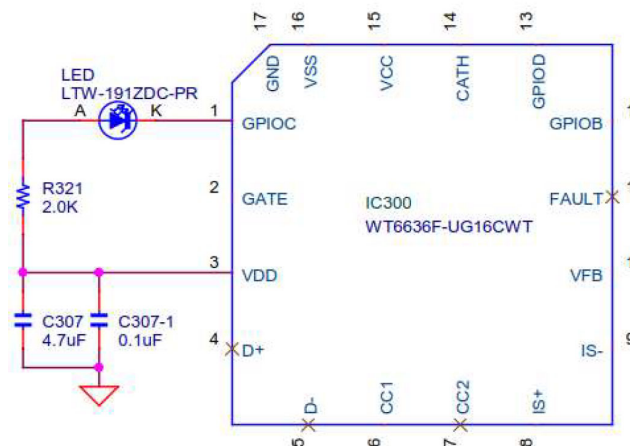 17
16
15
14
13
LED
LTW-191ZDC-PR
A
K
GND
VSS
VCC
CATH
GPIOD
1
GPIOC
GPIOB
R321
2.0K
2
GATE
IC300
WT6636F-UG16CWT
FAULT
3
VDD
VFB
C307
4.7uF
C307-1
0.1uF
4
D+
IS-
9
D-
CC1
CC2
IS+
5
6
7
8